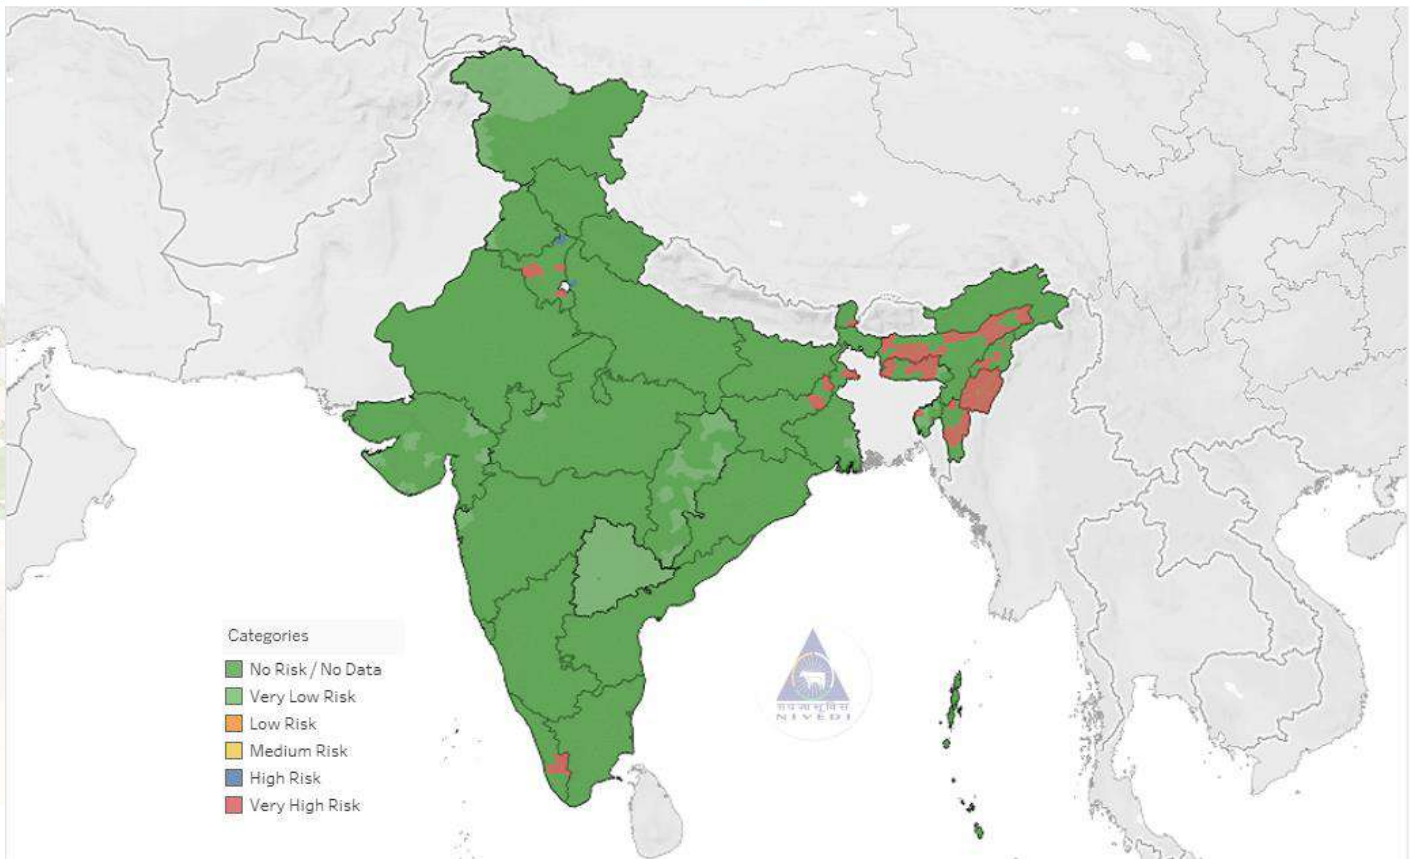 Categories
No Risk / No Data
Very Low Risk
Low Risk
Medium Risk
High Risk
Very High Risk
NIVEDI